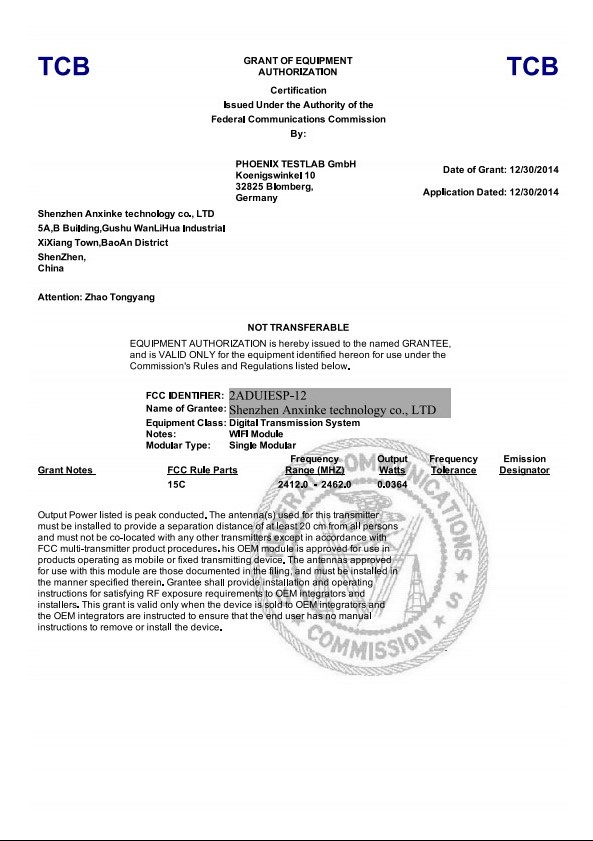 TCB
GRANT OF EQUIPMENT
AUTHORIZATION
TCB
Certification
Issued Under the Authority of the
Federal Communications Commission
By:
PHOENIX TESTLAB GmbH
Koenigswinkel 10
32825 Blomberg,
Germany
Date of Grant: 12/30/2014
Application Dated: 12/30/2014
Shenzhen Anxinke technology co., LTD
5A,B Building,Gushu WanLiHua Industrial
XiXiang Town,BaoAn District
ShenZhen,
China
Attention: Zhao Tongyang
NOT TRANSFERABLE
EQUIPMENT AUTHORIZATION is hereby issued to the named GRANTEE,
and is VALID ONLY for the equipment identified hereon for use under the
Commission's Rules and Regulations listed below.
FCC IDENTIFIER: 2ADUIESP-12
Name of Grantee: Shenzhen Anxinke technology co., LTD
Equipment Class: Digital Transmission System
Notes: WIFI Module
Modular Type: Single Modular
Grant Notes FCC Rule Parts Frequency Range (MHZ) Output Watts Frequency Tolerance Emission Designator
15C 2412.0 - 2462.0 0.0364
Output Power listed is peak conducted. The antenna(s) used for this transmitter
must be installed to provide a separation distance of at least 20 cm from all persons
and must not be co-located with any other transmitters except in accordance with
FCC multi-transmitter product procedures. his OEM module is approved for use in
products operating as mobile or fixed transmitting device. The antennas approved
for use with this module are those documented in the filing, and must be installed in
the manner specified therein. Grantee shall provide installation and operating
instructions for satisfying RF exposure requirements to OEM integrators and
installers. This grant is valid only when the device is sold to OEM integrators and
the OEM integrators are instructed to ensure that the end user has no manual
instructions to remove or install the device.
FEDERAL COMMUNICATIONS COMMISSION
U S A